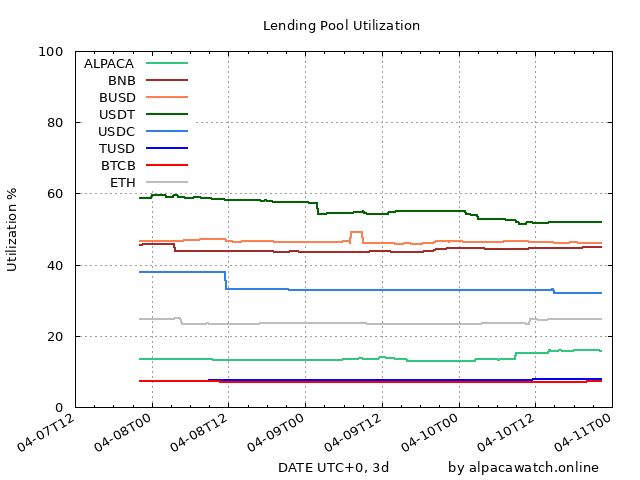 Lending Pool Utilization
100
80
60
40
20
0
Utilization %
ALPACA
BNB
BUSD
USDT
USDC
TUSD
BTCB
ETH
04-07T12
04-08T00
04-08T12
04-09T00
04-09T12
04-10T00
04-10T12
04-11T00
DATE UTC+0, 3d
by alpacawatch.online